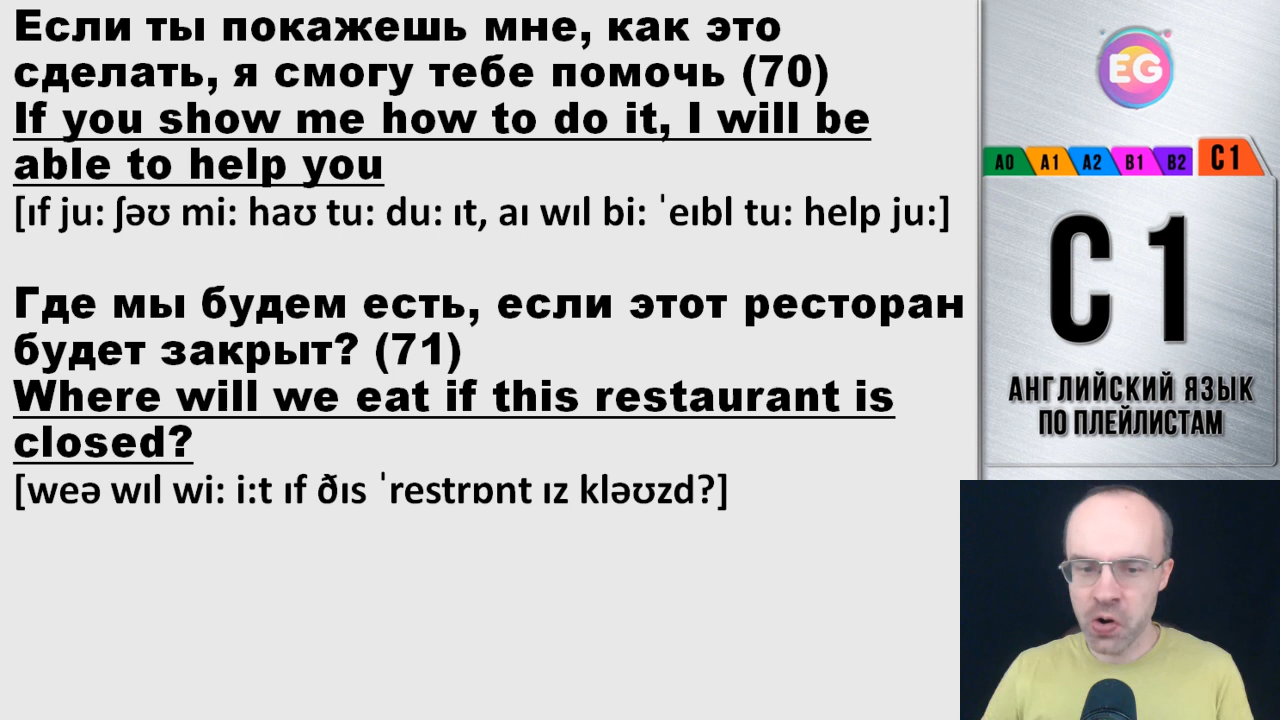 Если ты покажешь мне, как это
сделать, я смогу тебе помочь (70)
If you show me how to do it, I will be
able to help you
[ɪf ju: ʃəʊ mi: haʊ tu: du: ɪt, aɪ wɪl bi: ˈeɪbl tu: help ju:]
Где мы будем есть, если этот ресторан
будет закрыт? (71)
Where will we eat if this restaurant is
closed?
[weə wɪl wi: i:t ɪf ðɪs ˈrestrɒnt ɪz kləʊzd?]
EG
A0 A1 A2 B1 B2 C1
C1
АНГЛИЙСКИЙ ЯЗЫК
ПО ПЛЕЙЛИСТАМ